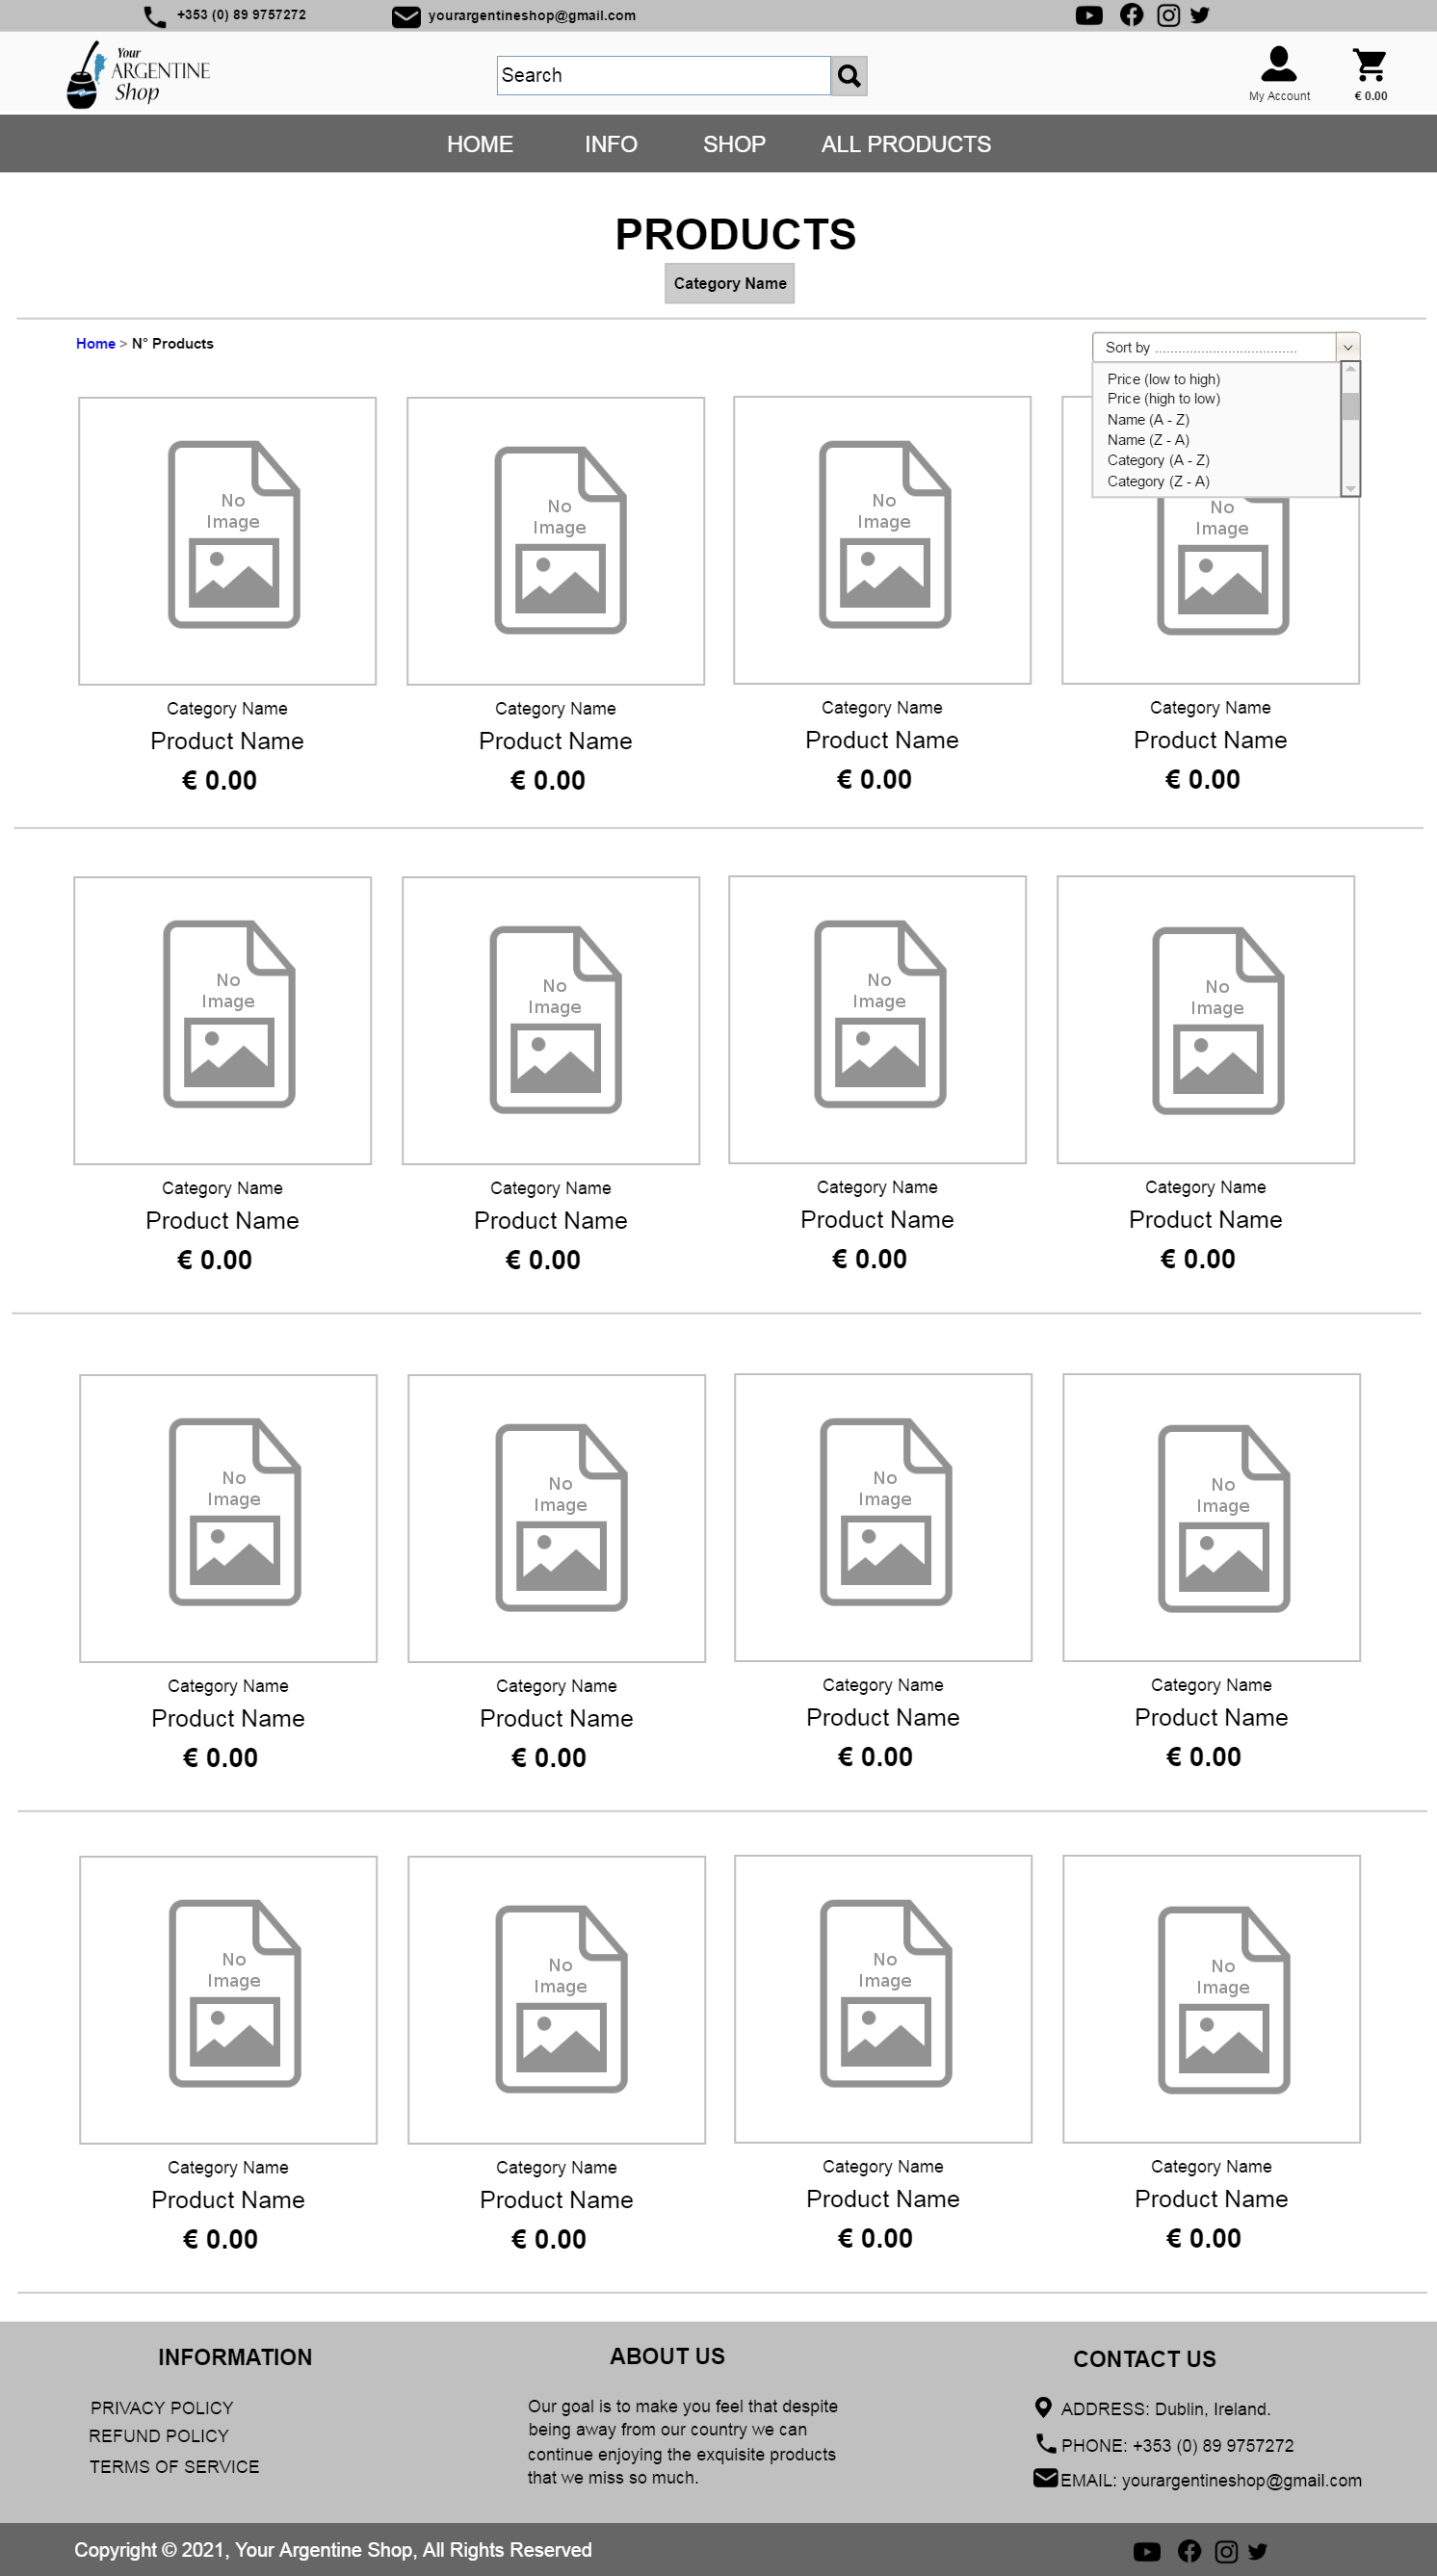 +353 (0) 89 9757272
yourargentineshop@gmail.com
Your
ARGENTINE
Shop
Search
My Account
€ 0.00
HOME INFO SHOP ALL PRODUCTS
PRODUCTS
Category Name
Home > N° Products
Sort by .....................................
Price (low to high)
Price (high to low)
Name (A - Z)
Name (Z - A)
Category (A - Z)
Category (Z - A)
No
Image
No
Image
No
Image
No
Image
Category Name Category Name Category Name Category Name
Product Name Product Name Product Name Product Name
€ 0.00 € 0.00 € 0.00 € 0.00
No
Image
No
Image
No
Image
No
Image
Category Name Category Name Category Name Category Name
Product Name Product Name Product Name Product Name
€ 0.00 € 0.00 € 0.00 € 0.00
No
Image
No
Image
No
Image
No
Image
Category Name Category Name Category Name Category Name
Product Name Product Name Product Name Product Name
€ 0.00 € 0.00 € 0.00 € 0.00
No
Image
No
Image
No
Image
No
Image
Category Name Category Name Category Name Category Name
Product Name Product Name Product Name Product Name
€ 0.00 € 0.00 € 0.00 € 0.00
INFORMATION
PRIVACY POLICY
REFUND POLICY
TERMS OF SERVICE
ABOUT US
Our goal is to make you feel that despite
being away from our country we can
continue enjoying the exquisite products
that we miss so much.
CONTACT US
ADDRESS: Dublin, Ireland.
PHONE: +353 (0) 89 9757272
EMAIL: yourargentineshop@gmail.com
Copyright © 2021, Your Argentine Shop, All Rights Reserved